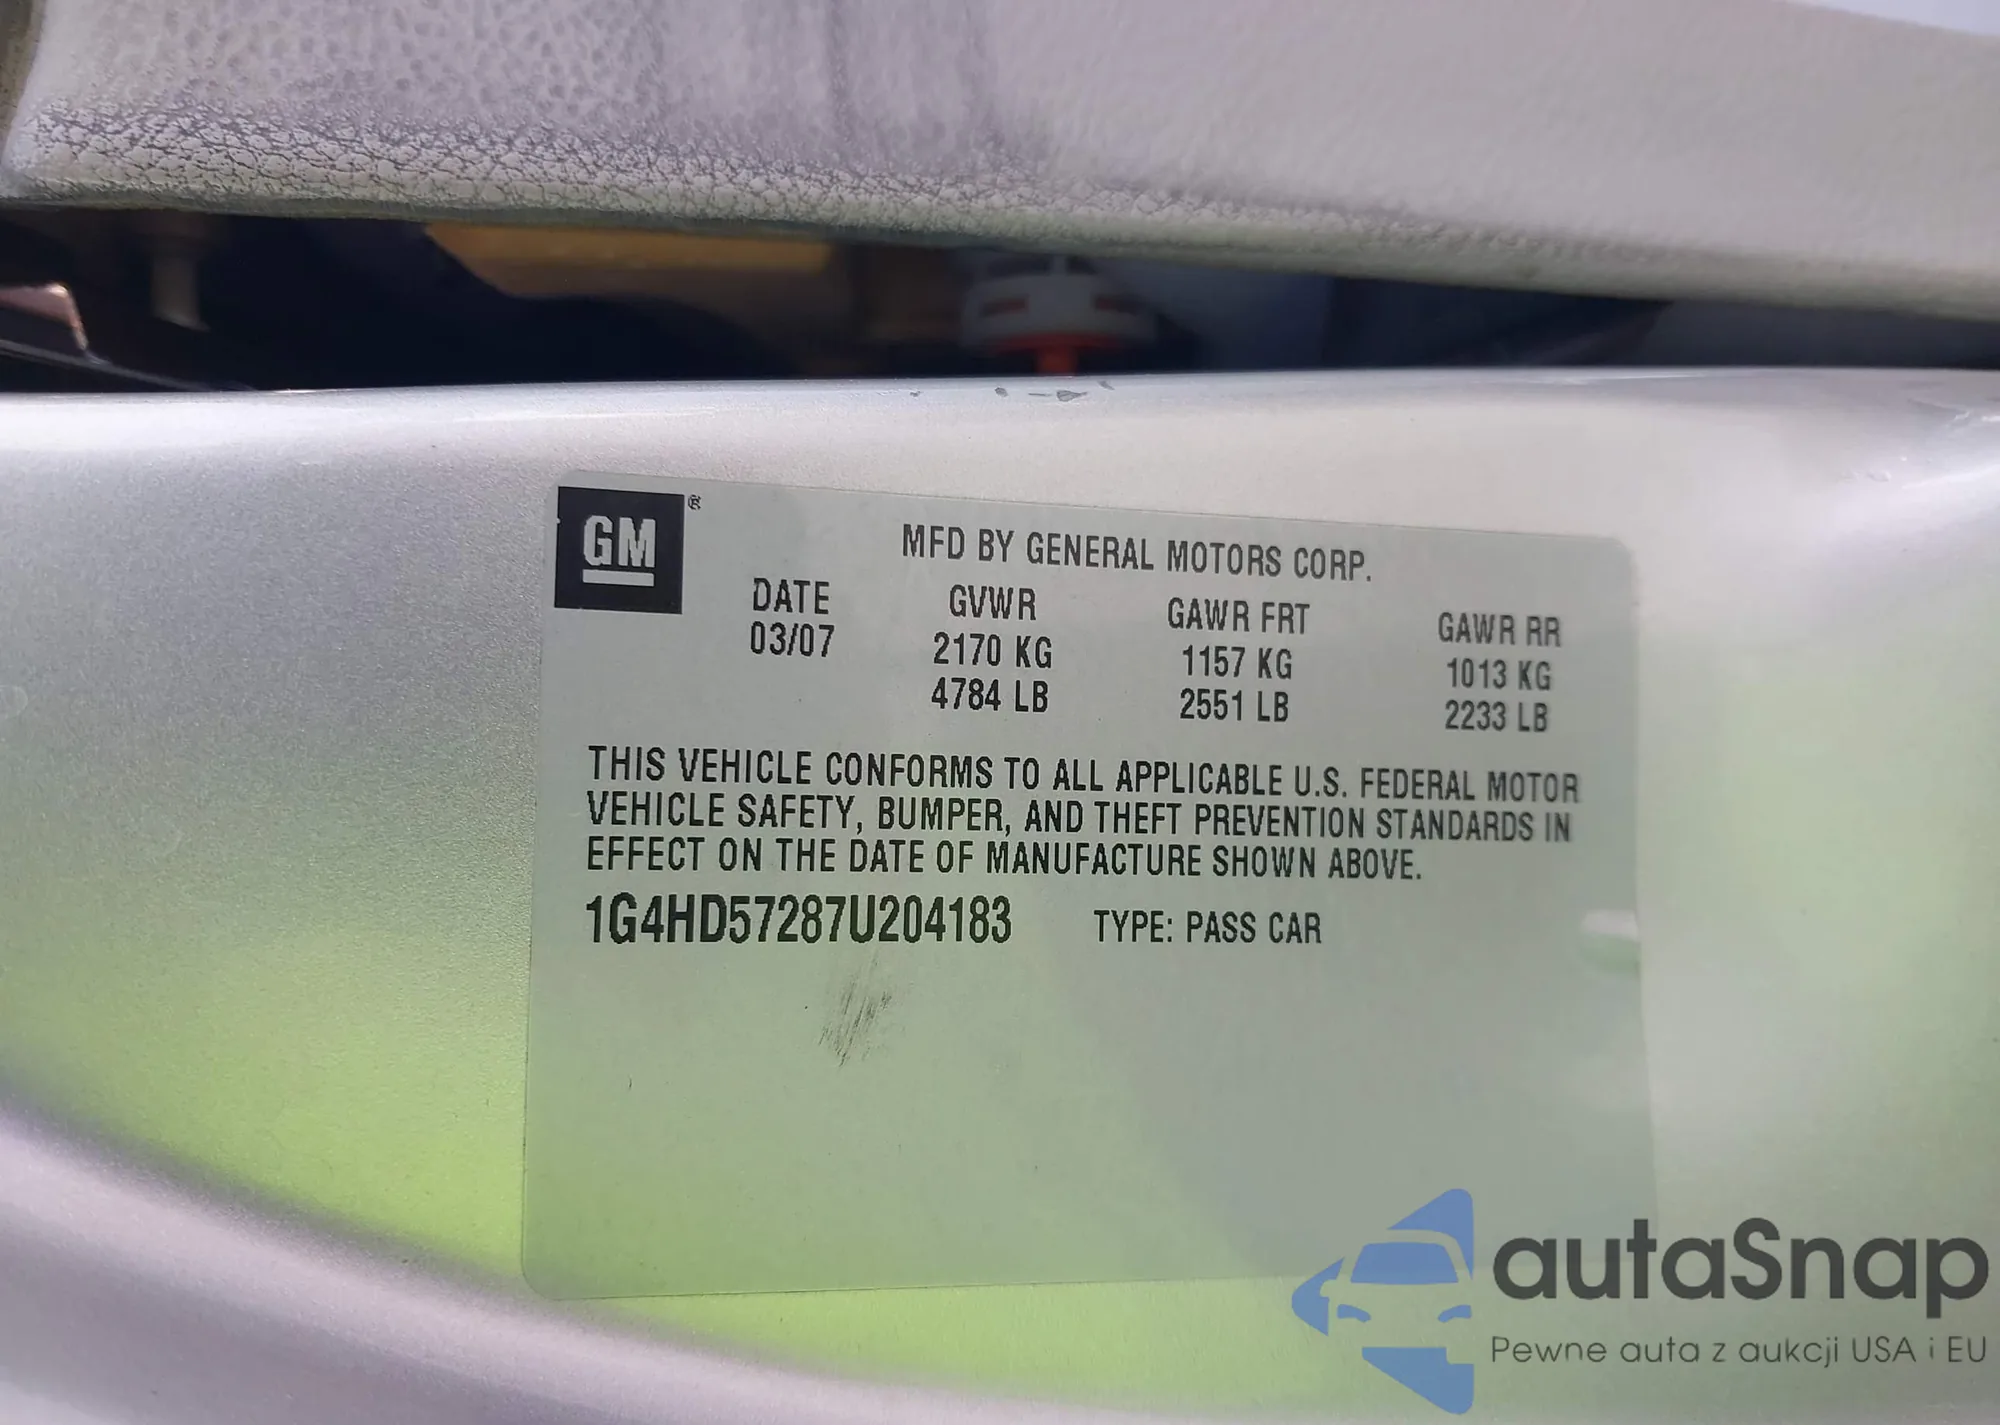 GM ®
MFD BY GENERAL MOTORS CORP.
DATE GVWR GAWR FRT GAWR RR
03/07 2170 KG 1157 KG 1013 KG
4784 LB 2551 LB 2233 LB
THIS VEHICLE CONFORMS TO ALL APPLICABLE U.S. FEDERAL MOTOR
VEHICLE SAFETY, BUMPER, AND THEFT PREVENTION STANDARDS IN
EFFECT ON THE DATE OF MANUFACTURE SHOWN ABOVE.
1G4HD57287U204183 TYPE: PASS CAR
autaSnap
Pewne auta z aukcji USA i EU